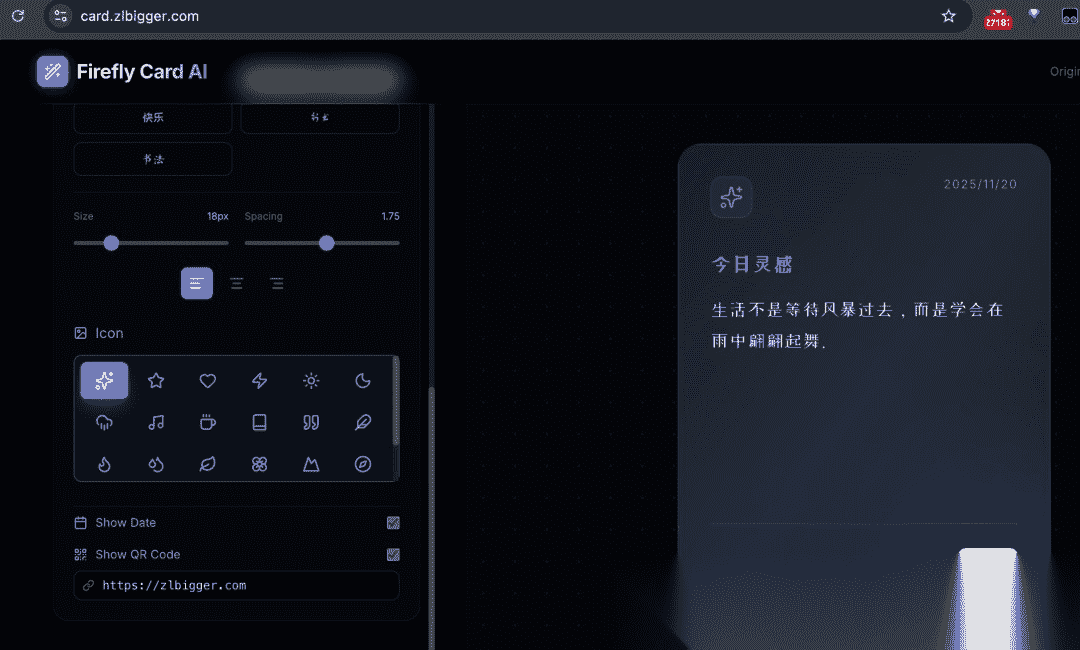 card.zlbigger.com
27181
Firefly Card AI
Origin
快乐
书法
Size
18px
Spacing
1.75
Icon
Show Date
Show QR Code
https://zlbigger.com
2025/11/20
今日灵感
生活不是等待风暴过去，而是学会在
雨中翩翩起舞.